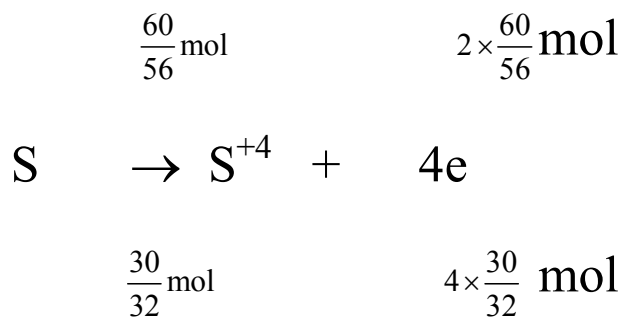 60/56 mol 2 × 60/56 mol
S → S⁺⁴ + 4e
30/32 mol 4 × 30/32 mol